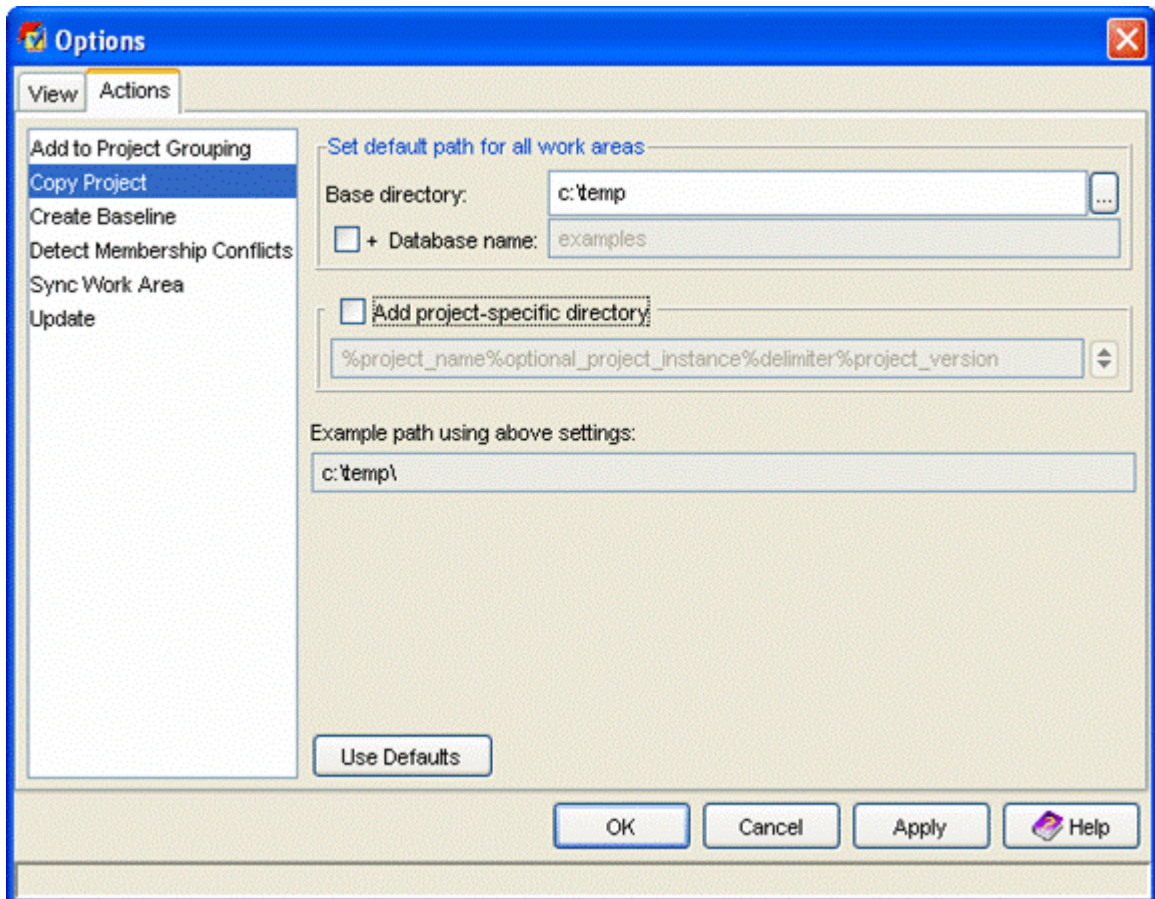 Options
View Actions
Add to Project Grouping
Copy Project
Create Baseline
Detect Membership Conflicts
Sync Work Area
Update
Set default path for all work areas
Base directory: c:\temp ...
+ Database name: examples
Add project-specific directory
%project_name%optional_project_instance%delimiter%project_version
Example path using above settings:
c:\temp\
Use Defaults
OK Cancel Apply Help